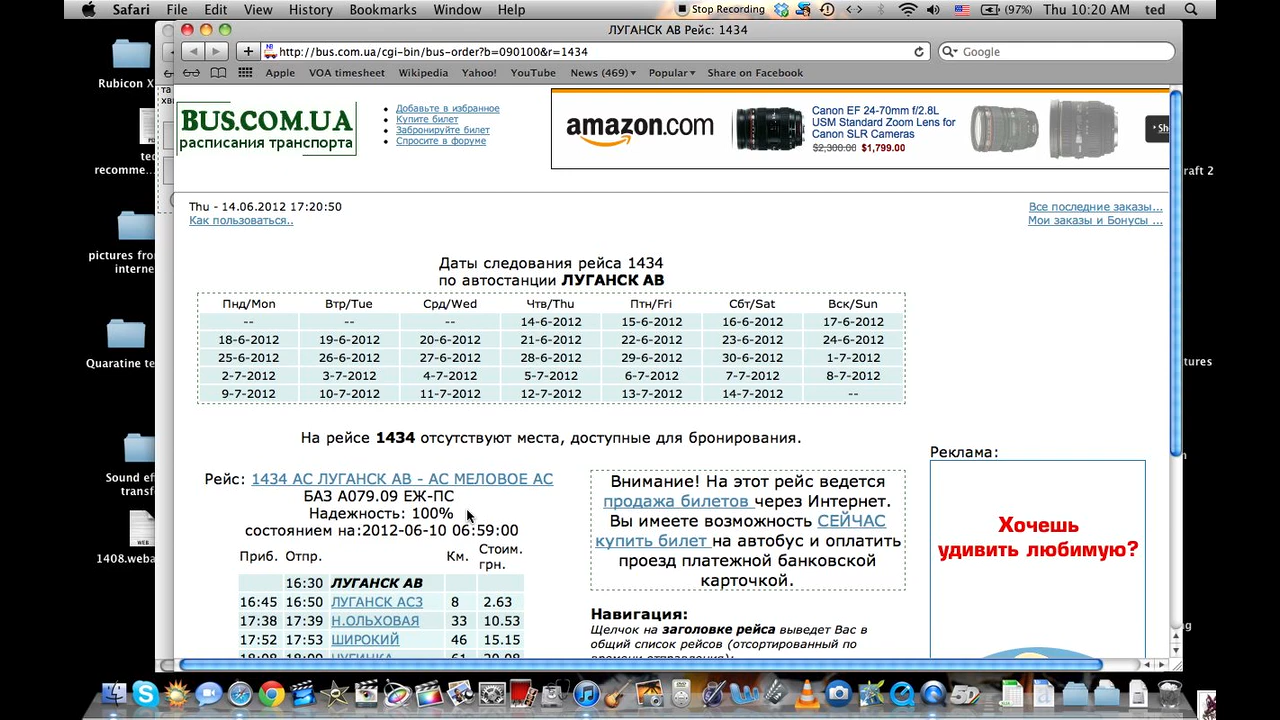 Safari File Edit View History Bookmarks Window Help
Stop Recording
(97%) Thu 10:20 AM ted
ЛУГАНСК АВ Рейс: 1434
http://bus.com.ua/cgi-bin/bus-order?b=090100&r=1434
Google
Apple VOA timesheet Wikipedia Yahoo! YouTube News (469) Popular Share on Facebook
Rubicon X
recomme...
pictures from
interne
Quaratine te
Sound ef
transf
WEB
1408.weba
raft 2
tures
BUS.COM.UA
расписания транспорта
Добавьте в избранное
Купите билет
Забронируйте билет
Спросите в форуме
amazon.com
Canon EF 24-70mm f/2.8L
USM Standard Zoom Lens for
Canon SLR Cameras
$2,300.00 $1,799.00
Thu - 14.06.2012 17:20:50
Как пользоваться..
Все последние заказы...
Мои заказы и Бонусы ...
Даты следования рейса 1434
по автостанции ЛУГАНСК АВ
Пнд/Mon Втр/Tue Срд/Wed Чтв/Thu Птн/Fri Сбт/Sat Вск/Sun
-- -- -- 14-6-2012 15-6-2012 16-6-2012 17-6-2012
18-6-2012 19-6-2012 20-6-2012 21-6-2012 22-6-2012 23-6-2012 24-6-2012
25-6-2012 26-6-2012 27-6-2012 28-6-2012 29-6-2012 30-6-2012 1-7-2012
2-7-2012 3-7-2012 4-7-2012 5-7-2012 6-7-2012 7-7-2012 8-7-2012
9-7-2012 10-7-2012 11-7-2012 12-7-2012 13-7-2012 14-7-2012 --
На рейсе 1434 отсутствуют места, доступные для бронирования.
Рейс: 1434 АС ЛУГАНСК АВ - АС МЕЛОВОЕ АС
БАЗ А079.09 ЕЖ-ПС
Надежность: 100%
состоянием на:2012-06-10 06:59:00
Приб. Отпр. Км. Стоим. грн.
16:30 ЛУГАНСК АВ
16:45 16:50 ЛУГАНСК АС3 8 2.63
17:38 17:39 Н.ОЛЬХОВАЯ 33 10.53
17:52 17:53 ШИРОКИЙ 46 15.15
Внимание! На этот рейс ведется
продажа билетов через Интернет.
Вы имеете возможность СЕЙЧАС
купить билет на автобус и оплатить
проезд платежной банковской
карточкой.
Навигация:
Щелчок на заголовке рейса выведет Вас в
общий список рейсов (отсортированный по
Реклама:
Хочешь
удивить любимую?